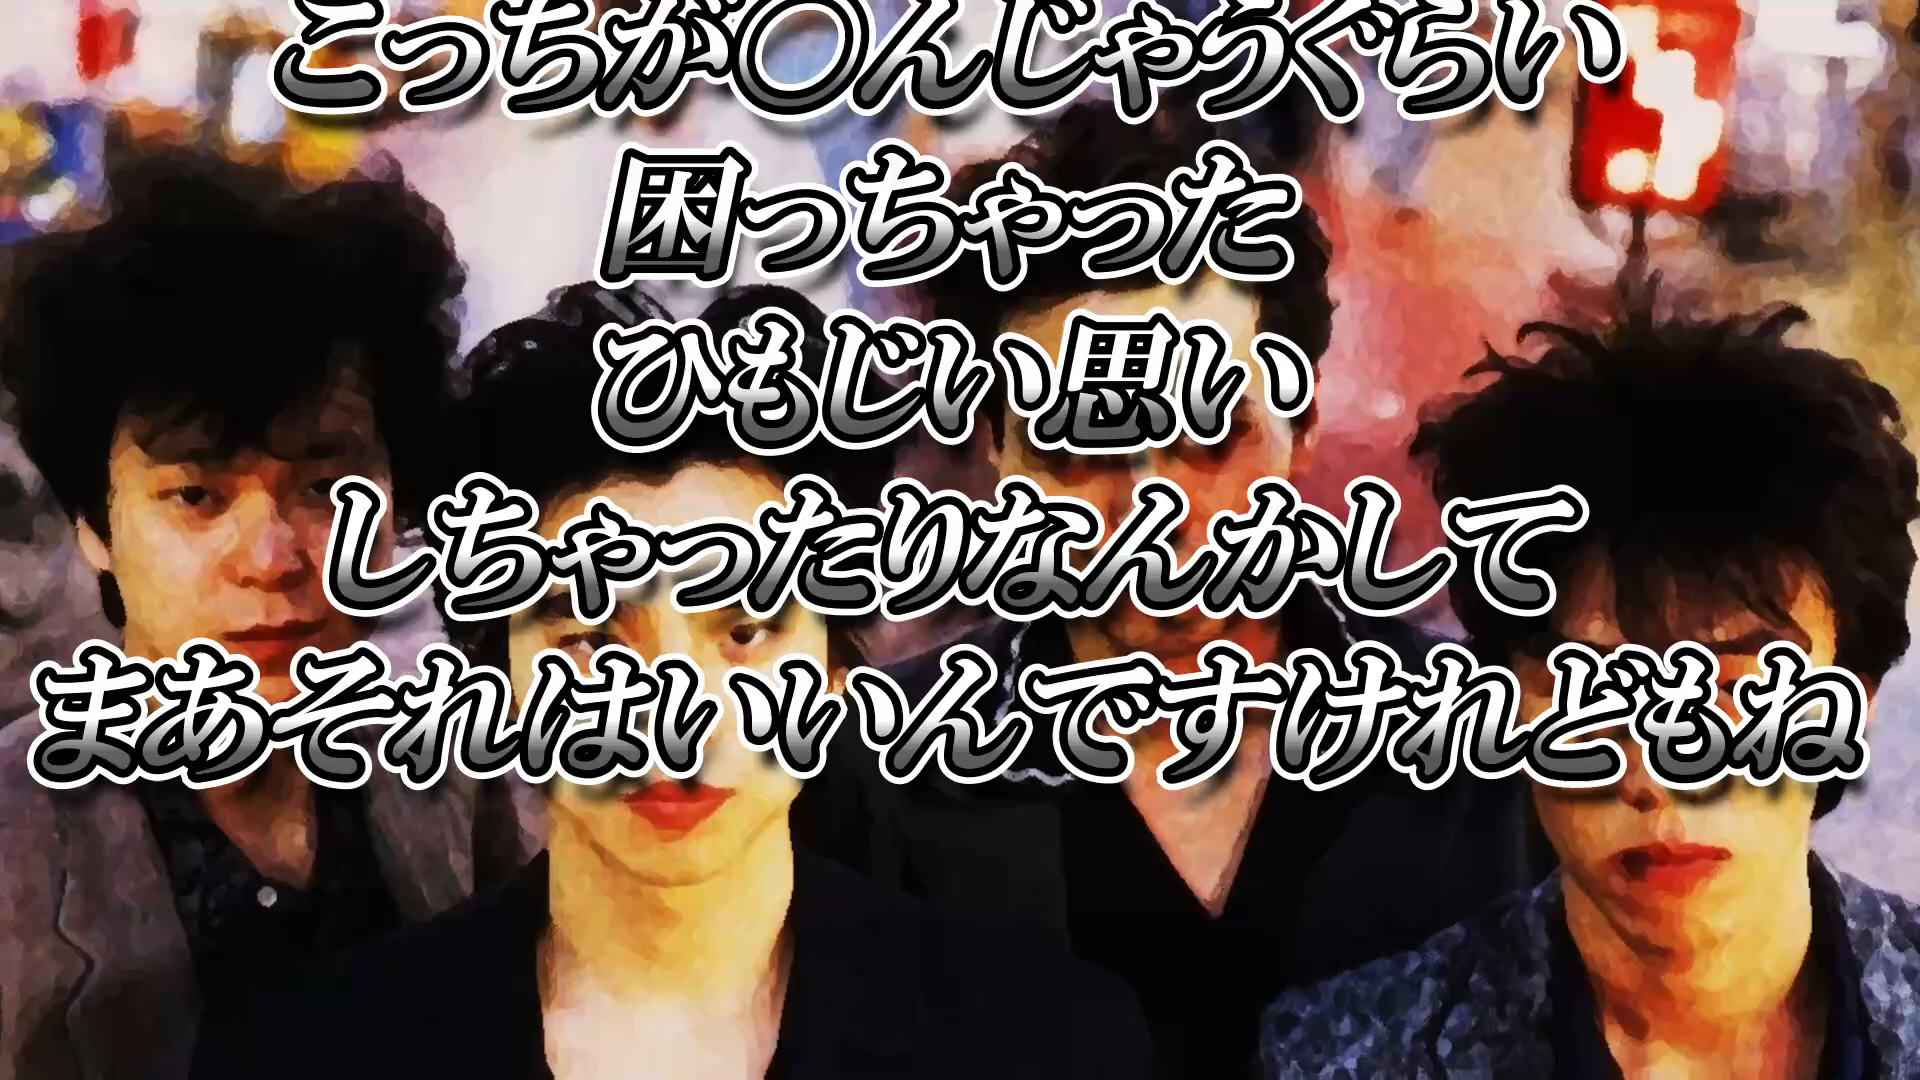 こっちが〇んじゃうぐらい
困っちゃった
ひもじい思い
しちゃったりなんかして
まあそれはいいんですけれどもね